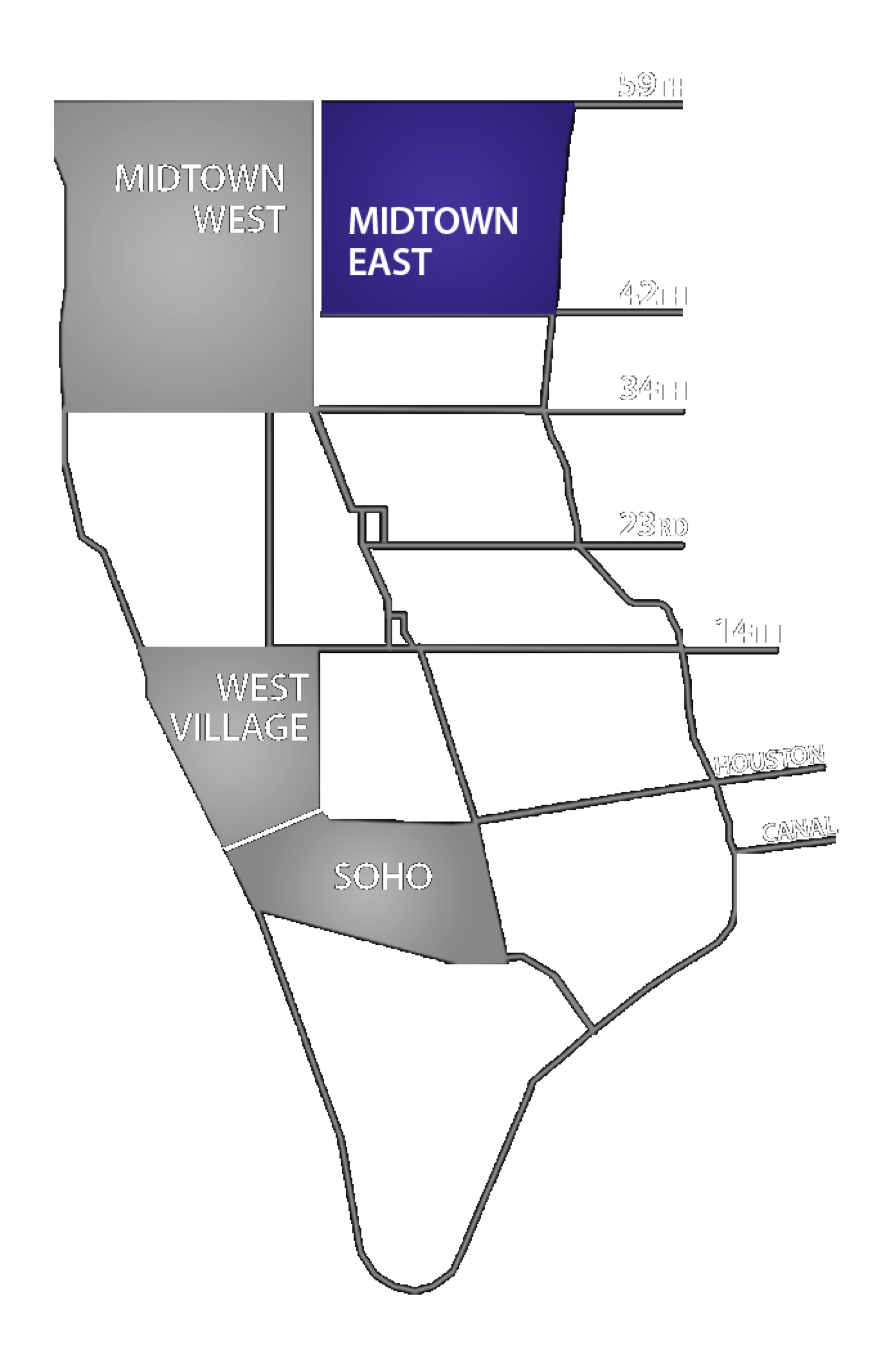 59TH
MIDTOWN
WEST
MIDTOWN
EAST
42TH
34TH
23RD
14TH
WEST
VILLAGE
HOUSTON
CANAL
SOHO